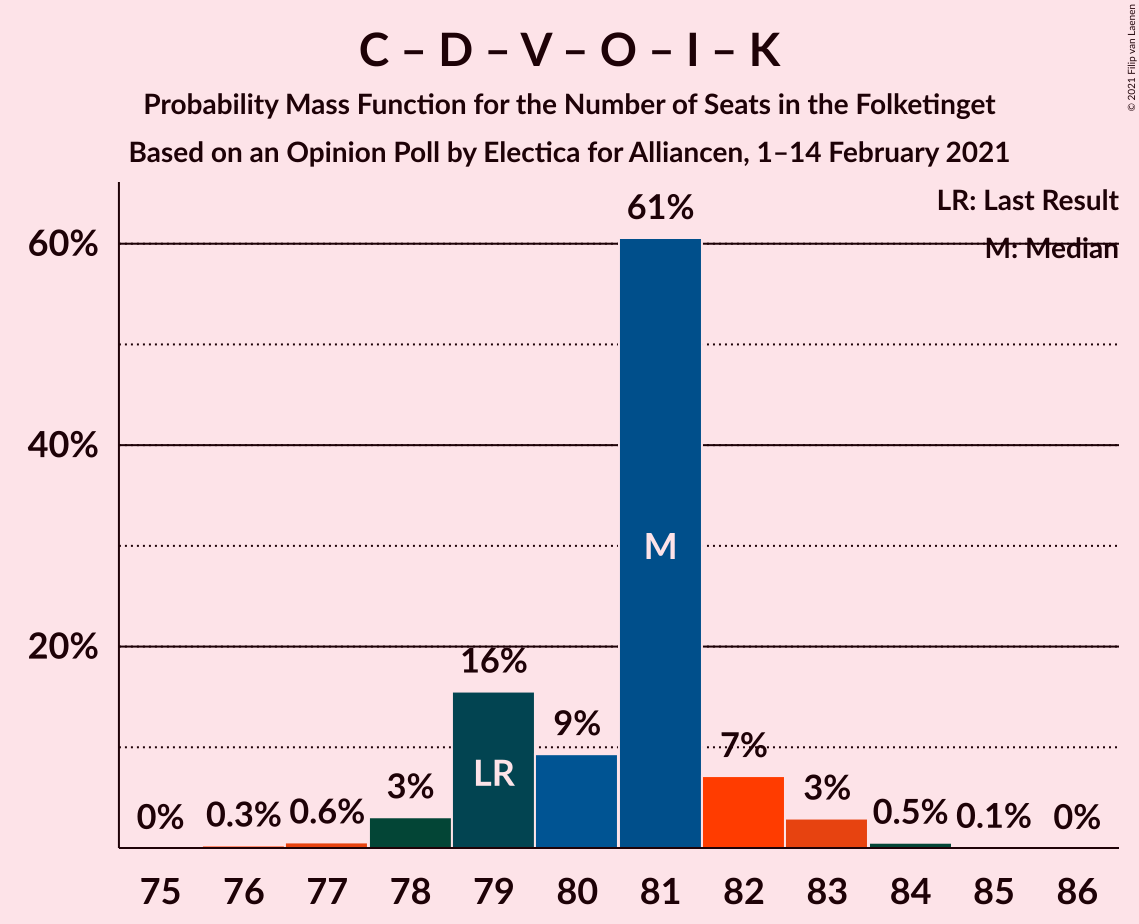 C – D – V – O – I – K
Probability Mass Function for the Number of Seats in the Folketinget
Based on an Opinion Poll by Electica for Alliancen, 1–14 February 2021
© 2021 Filip van Laenen
LR: Last Result
M: Median
60%
40%
20%
0%
0.3%
0.6%
3%
16%
9%
61%
7%
3%
0.5%
0.1%
0%
LR
M
75 76 77 78 79 80 81 82 83 84 85 86